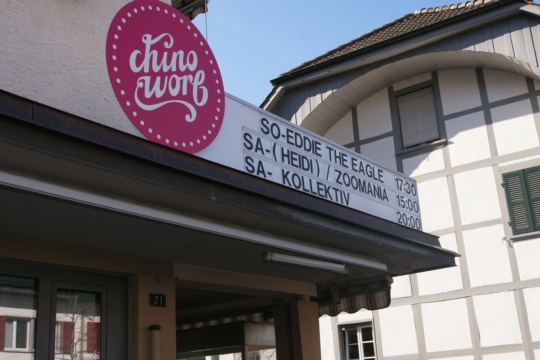 chino
worb
SO-EDDIE THE EAGLE 17:30
SA-(HEIDI) / ZOOMANIA 15:00
SA- KOLLEKTIV 20:00
21